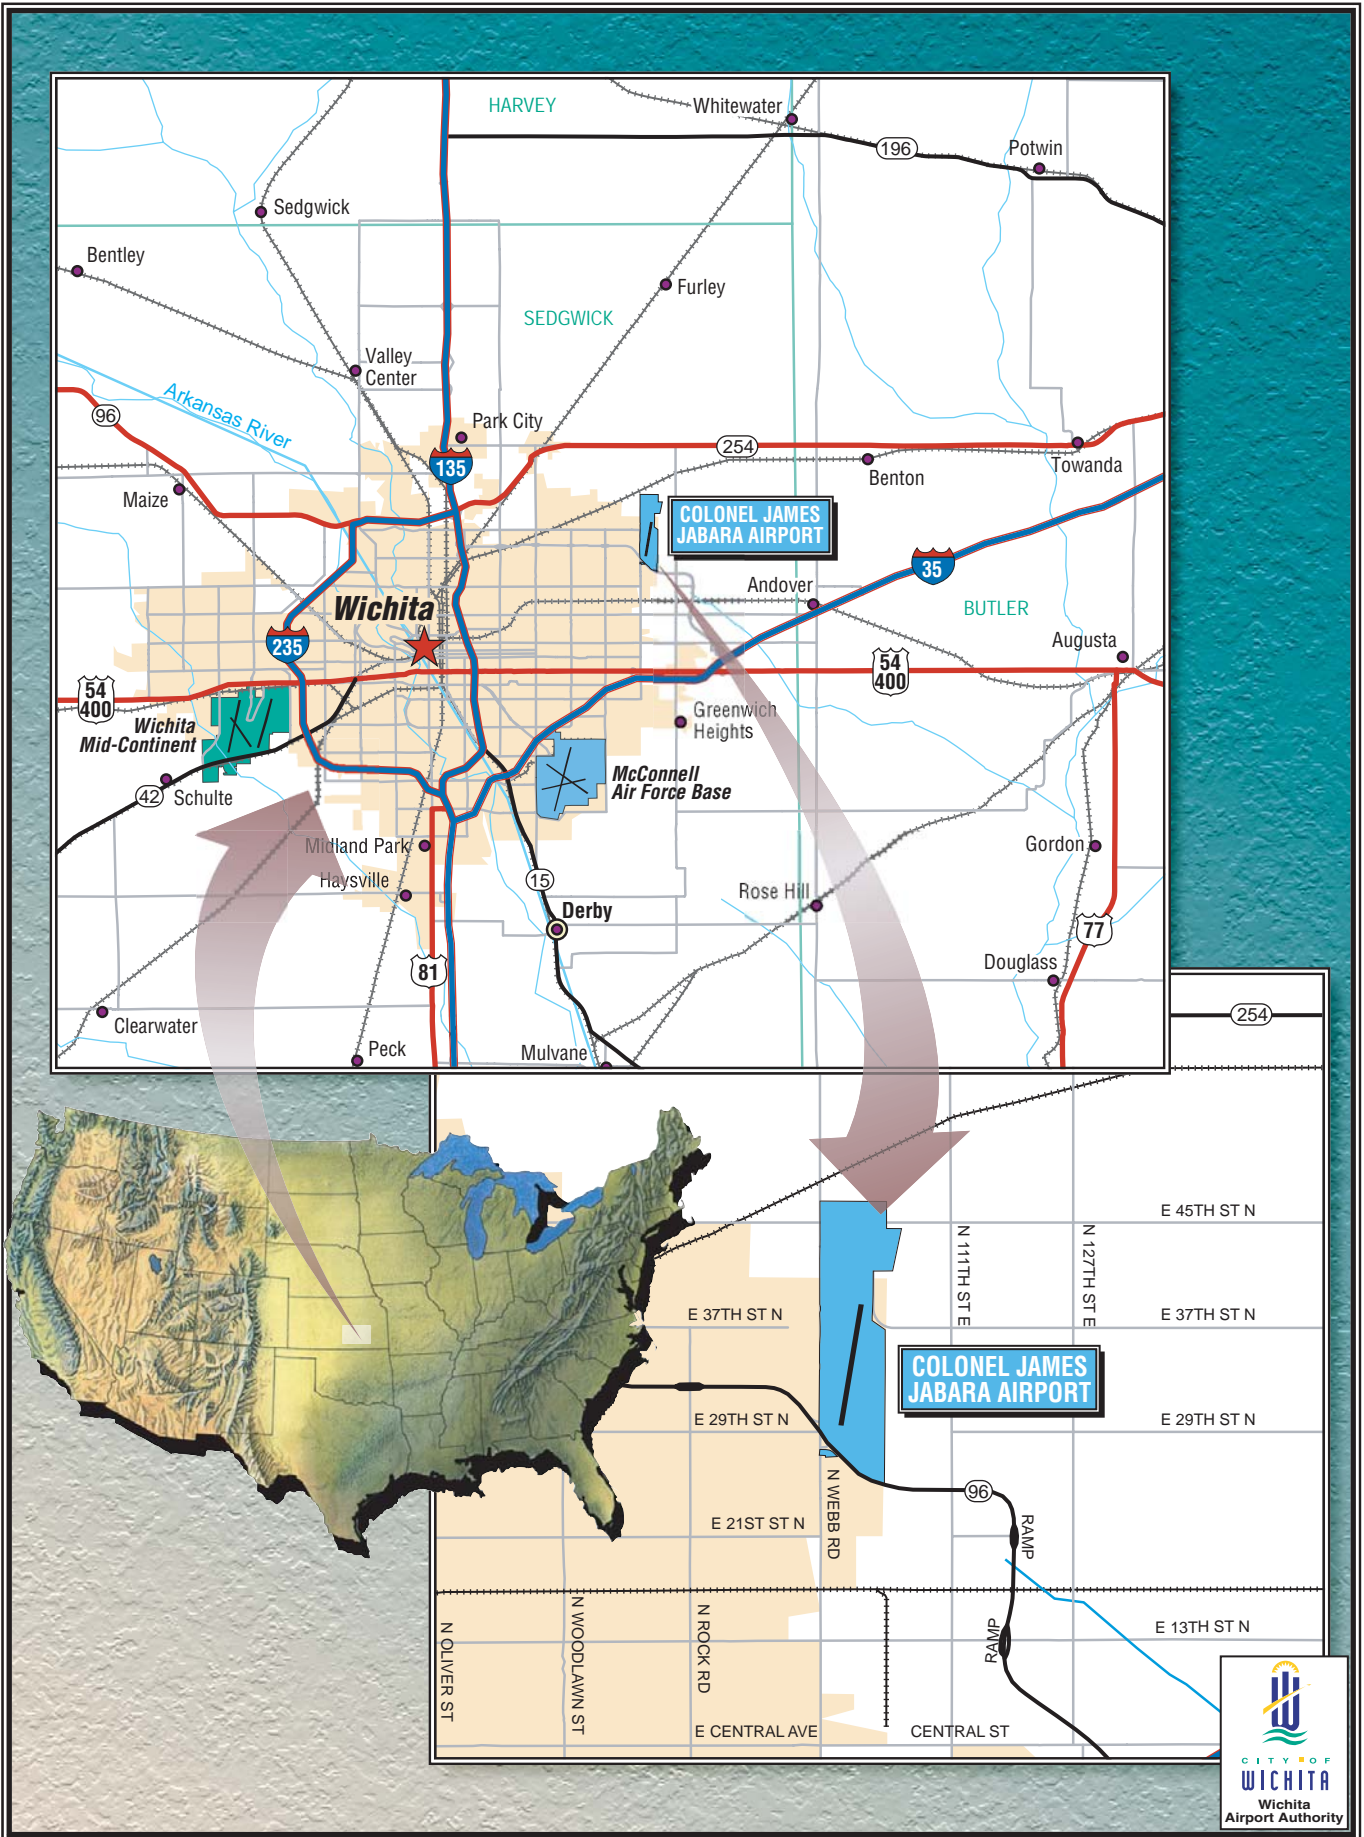 HARVEY
Whitewater
196
Potwin
Sedgwick
Bentley
Furley
SEDGWICK
Valley
Center
Arkansas River
96
Park City
254
135
Benton
Towanda
Maize
COLONEL JAMES
JABARA AIRPORT
35
Andover
BUTLER
Wichita
235
Augusta
54
400
54
400
Wichita
Mid-Continent
Greenwich
Heights
McConnell
Air Force Base
42
Schulte
Midland Park
Gordon
Haysville
15
Rose Hill
Derby
77
81
Douglass
Clearwater
Peck
Mulvane
254
E 45TH ST N
N 111TH ST E
N 127TH ST E
E 37TH ST N
E 37TH ST N
COLONEL JAMES
JABARA AIRPORT
E 29TH ST N
E 29TH ST N
N WEBB RD
96
E 21ST ST N
RAMP
N OLIVER ST
N WOODLAWN ST
N ROCK RD
RAMP
E 13TH ST N
E CENTRAL AVE
CENTRAL ST
CITY OF
WICHITA
Wichita
Airport Authority